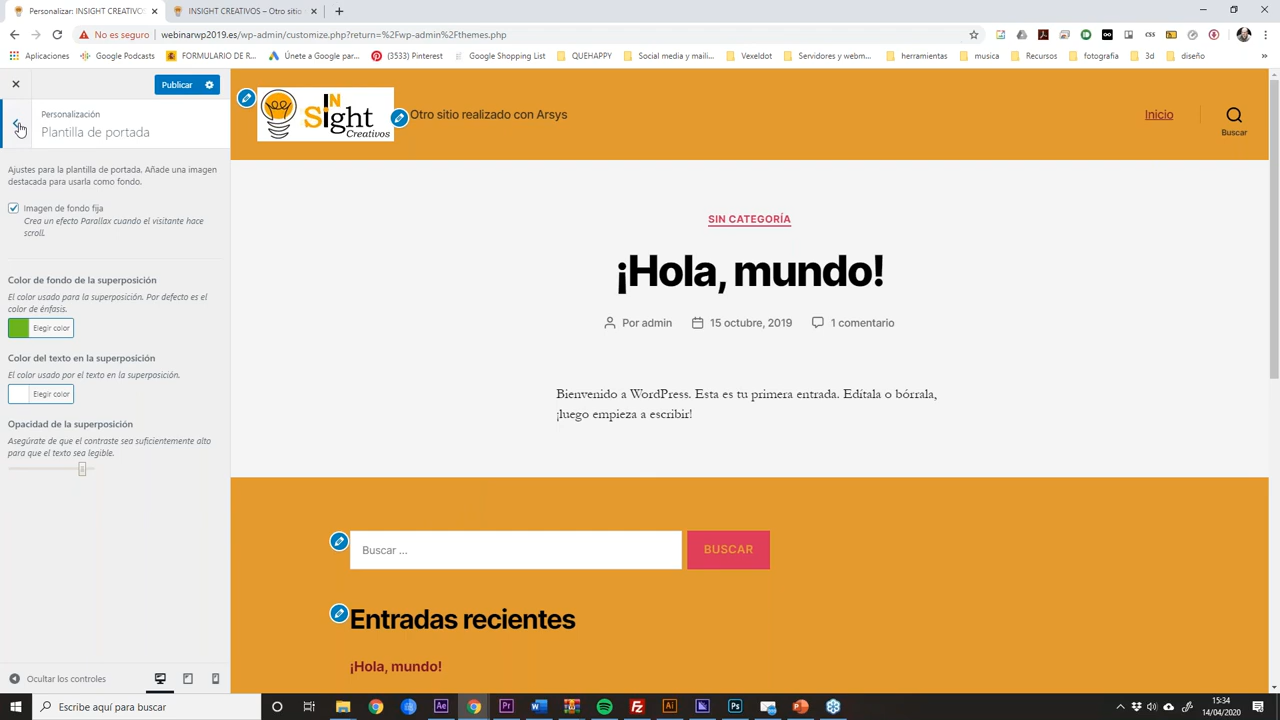 INSIGHT CREATIVOS: Personaliza
INSIGHT CREATIVOS – Otro sitio
No es seguro
webinarwp2019.es/wp-admin/customize.php?return=%2Fwp-admin%2Fthemes.php
Aplicaciones
Google Podcasts
FORMULARIO DE R...
Únete a Google par...
(3533) Pinterest
Google Shopping List
QUEHAPPY
Social media y maili...
Vexeldot
Servidores y webm...
herramientas
musica
Recursos
fotografia
3d
diseño
Publicar
Personalización
Plantilla de portada
Ajustes para la plantilla de portada. Añade una imagen
destacada para usarla como fondo.
Imagen de fondo fija
Crea un efecto Parallax cuando el visitante hace
scroll.
Color de fondo de la superposición
El color usado para la superposición. Por defecto es el
color de énfasis.
Elegir color
Color del texto en la superposición
El color usado por el texto en la superposición.
Elegir color
Opacidad de la superposición
Asegúrate de que el contraste sea suficientemente alto
para que el texto sea legible.
Ocultar los controles
INSight
Creativos
Otro sitio realizado con Arsys
Inicio
Buscar
SIN CATEGORÍA
¡Hola, mundo!
Por admin
15 octubre, 2019
1 comentario
Bienvenido a WordPress. Esta es tu primera entrada. Edítala o bórrala,
¡luego empieza a escribir!
Buscar ...
BUSCAR
Entradas recientes
¡Hola, mundo!
Escribe aquí para buscar
15:34
14/04/2020